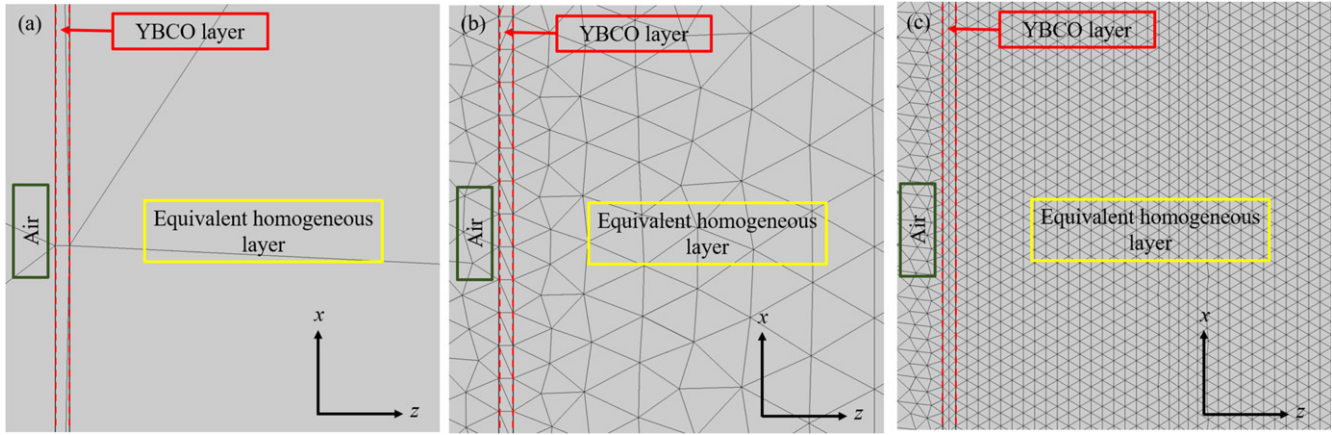 (a)
YBCO layer
Air
Equivalent homogeneous
layer
x
z
(b)
YBCO layer
Air
Equivalent homogeneous
layer
x
z
(c)
YBCO layer
Air
Equivalent homogeneous
layer
x
z